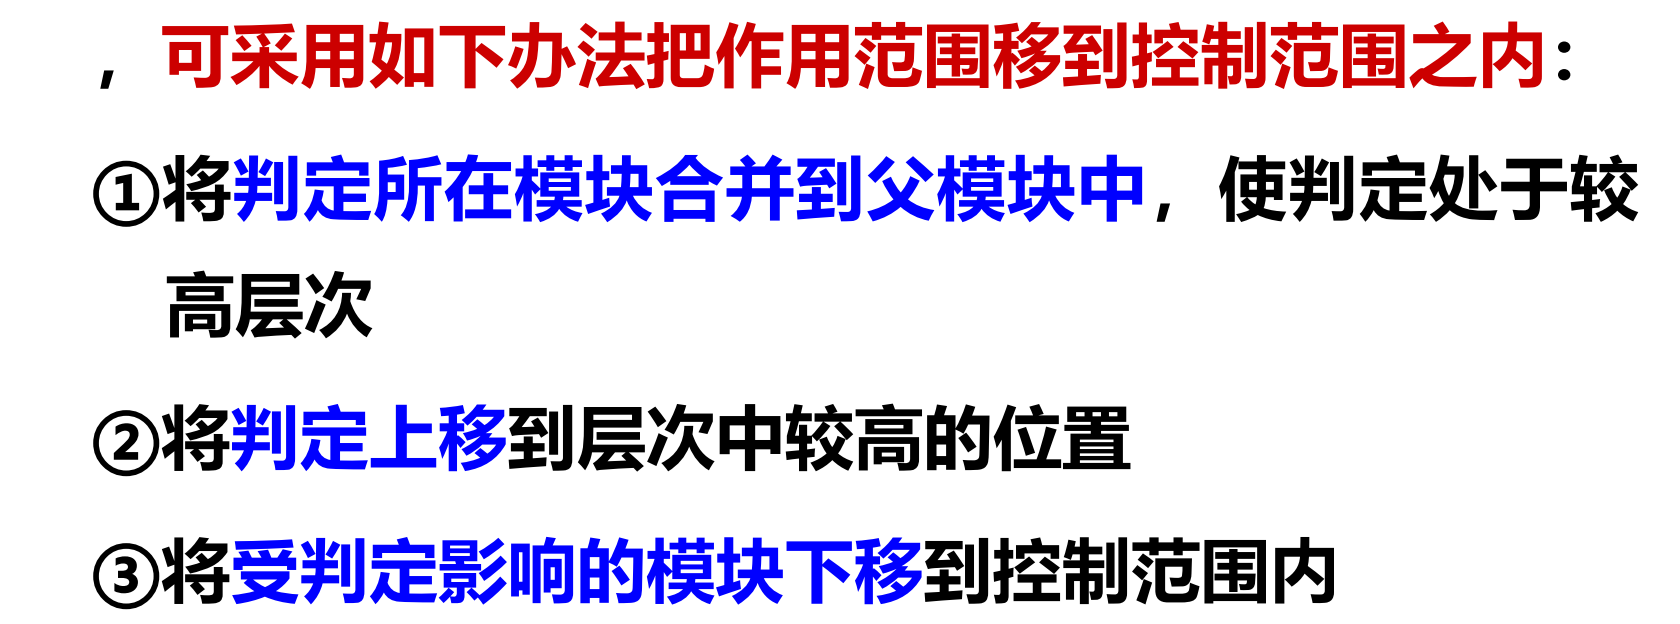 ，可采用如下办法把作用范围移到控制范围之内：
①将判定所在模块合并到父模块中，使判定处于较
高层次
②将判定上移到层次中较高的位置
③将受判定影响的模块下移到控制范围内